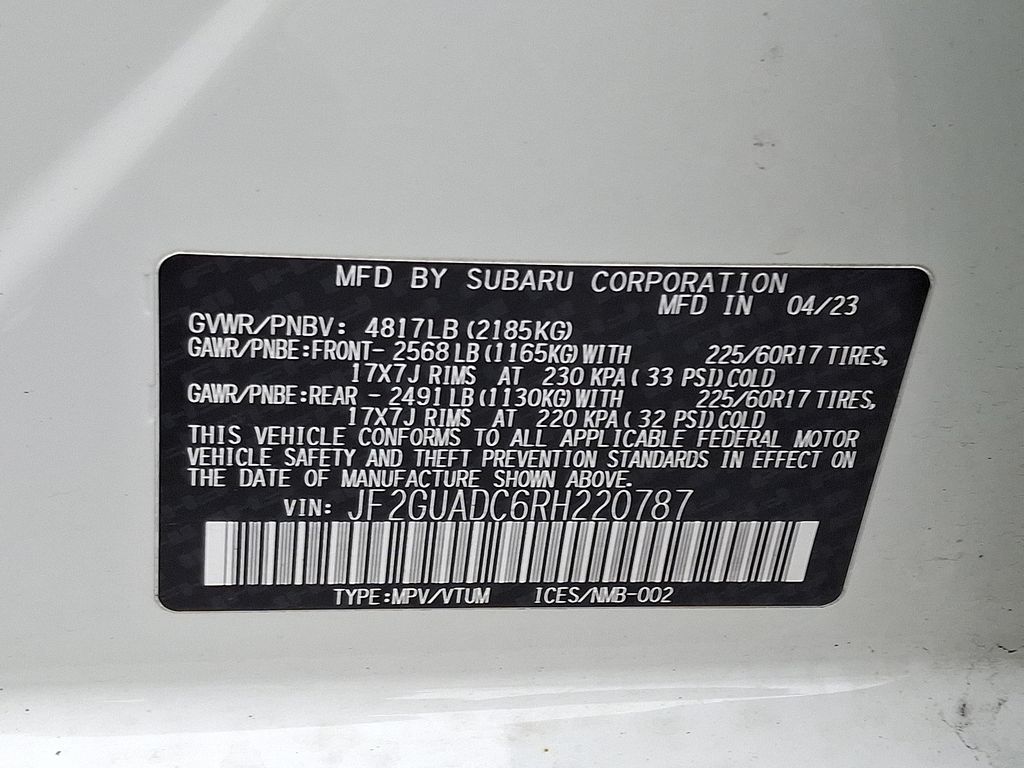 MFD BY SUBARU CORPORATION
MFD IN 04/23
GVWR/PNBV: 4817LB (2185KG)
GAWR/PNBE:FRONT- 2568 LB (1165KG) WITH 225/60R17 TIRES,
17X7J RIMS AT 230 KPA ( 33 PSI) COLD
GAWR/PNBE:REAR - 2491 LB (1130KG) WITH 225/60R17 TIRES,
17X7J RIMS AT 220 KPA ( 32 PSI) COLD
THIS VEHICLE CONFORMS TO ALL APPLICABLE FEDERAL MOTOR
VEHICLE SAFETY AND THEFT PREVENTION STANDARDS IN EFFECT ON
THE DATE OF MANUFACTURE SHOWN ABOVE.
VIN: JF2GUADC6RH220787
TYPE:MPV/VTUM ICES/NMB-002